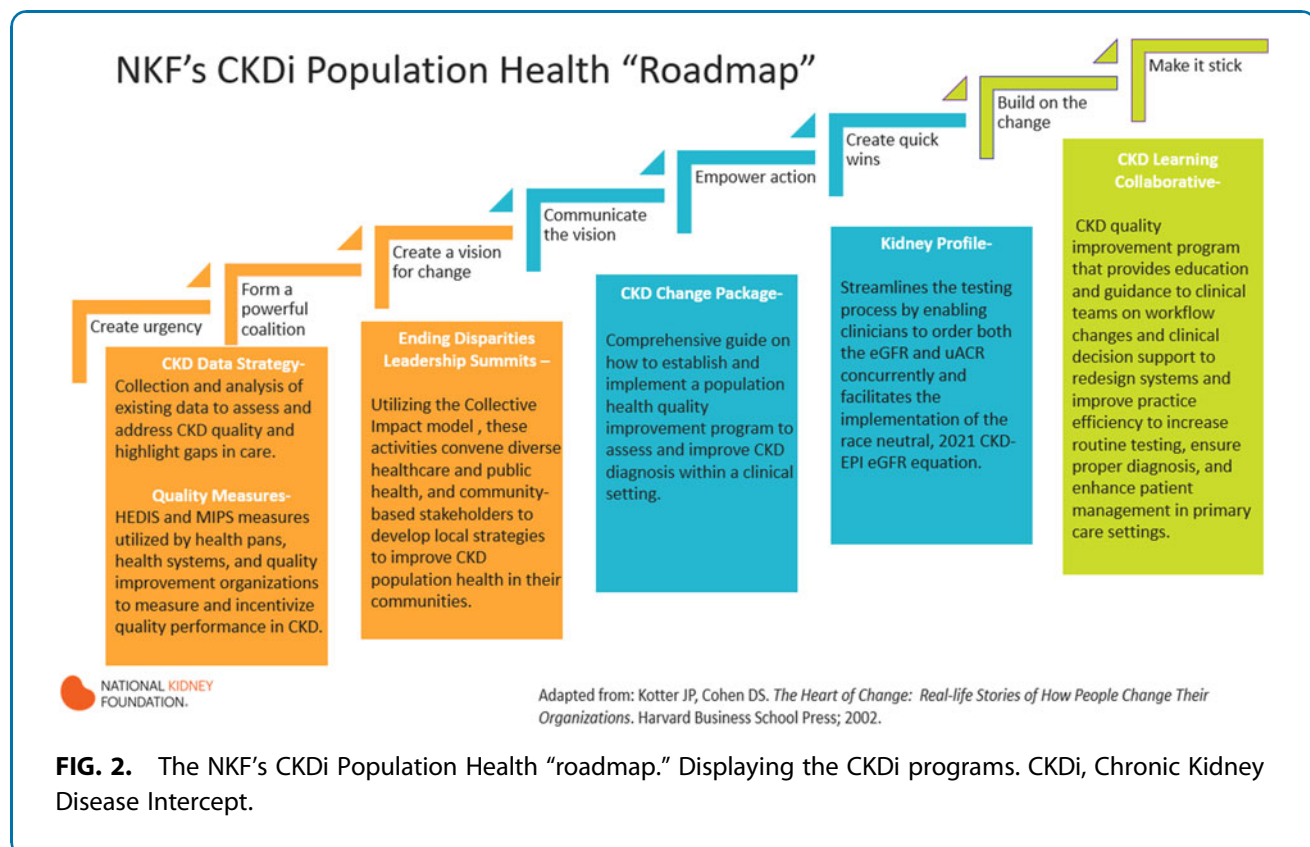 NKF's CKDi Population Health “Roadmap”
Create urgency
Form a
powerful
coalition
Create a vision
for change
Communicate
the vision
Empower action
Create quick
wins
Build on the
change
Make it stick
CKD Data Strategy-
Collection and analysis of
existing data to assess and
address CKD quality and
highlight gaps in care.
Quality Measures-
HEDIS and MIPS measures
utilized by health pans,
health systems, and quality
improvement organizations
to measure and incentivize
quality performance in CKD.
Ending Disparities
Leadership Summits –
Utilizing the Collective
Impact model , these
activities convene diverse
healthcare and public
health, and community-
based stakeholders to
develop local strategies
to improve CKD
population health in their
communities.
CKD Change Package-
Comprehensive guide on
how to establish and
implement a population
health quality
improvement program to
assess and improve CKD
diagnosis within a clinical
setting.
Kidney Profile-
Streamlines the testing
process by enabling
clinicians to order both
the eGFR and uACR
concurrently and
facilitates the
implementation of the
race neutral, 2021 CKD-
EPI eGFR equation.
CKD Learning
Collaborative-
CKD quality
improvement program
that provides education
and guidance to clinical
teams on workflow
changes and clinical
decision support to
redesign systems and
improve practice
efficiency to increase
routine testing, ensure
proper diagnosis, and
enhance patient
management in primary
care settings.
NATIONAL KIDNEY
FOUNDATION.
Adapted from: Kotter JP, Cohen DS. The Heart of Change: Real-life Stories of How People Change Their
Organizations. Harvard Business School Press; 2002.
FIG. 2. The NKF's CKDi Population Health “roadmap.” Displaying the CKDi programs. CKDi, Chronic Kidney
Disease Intercept.